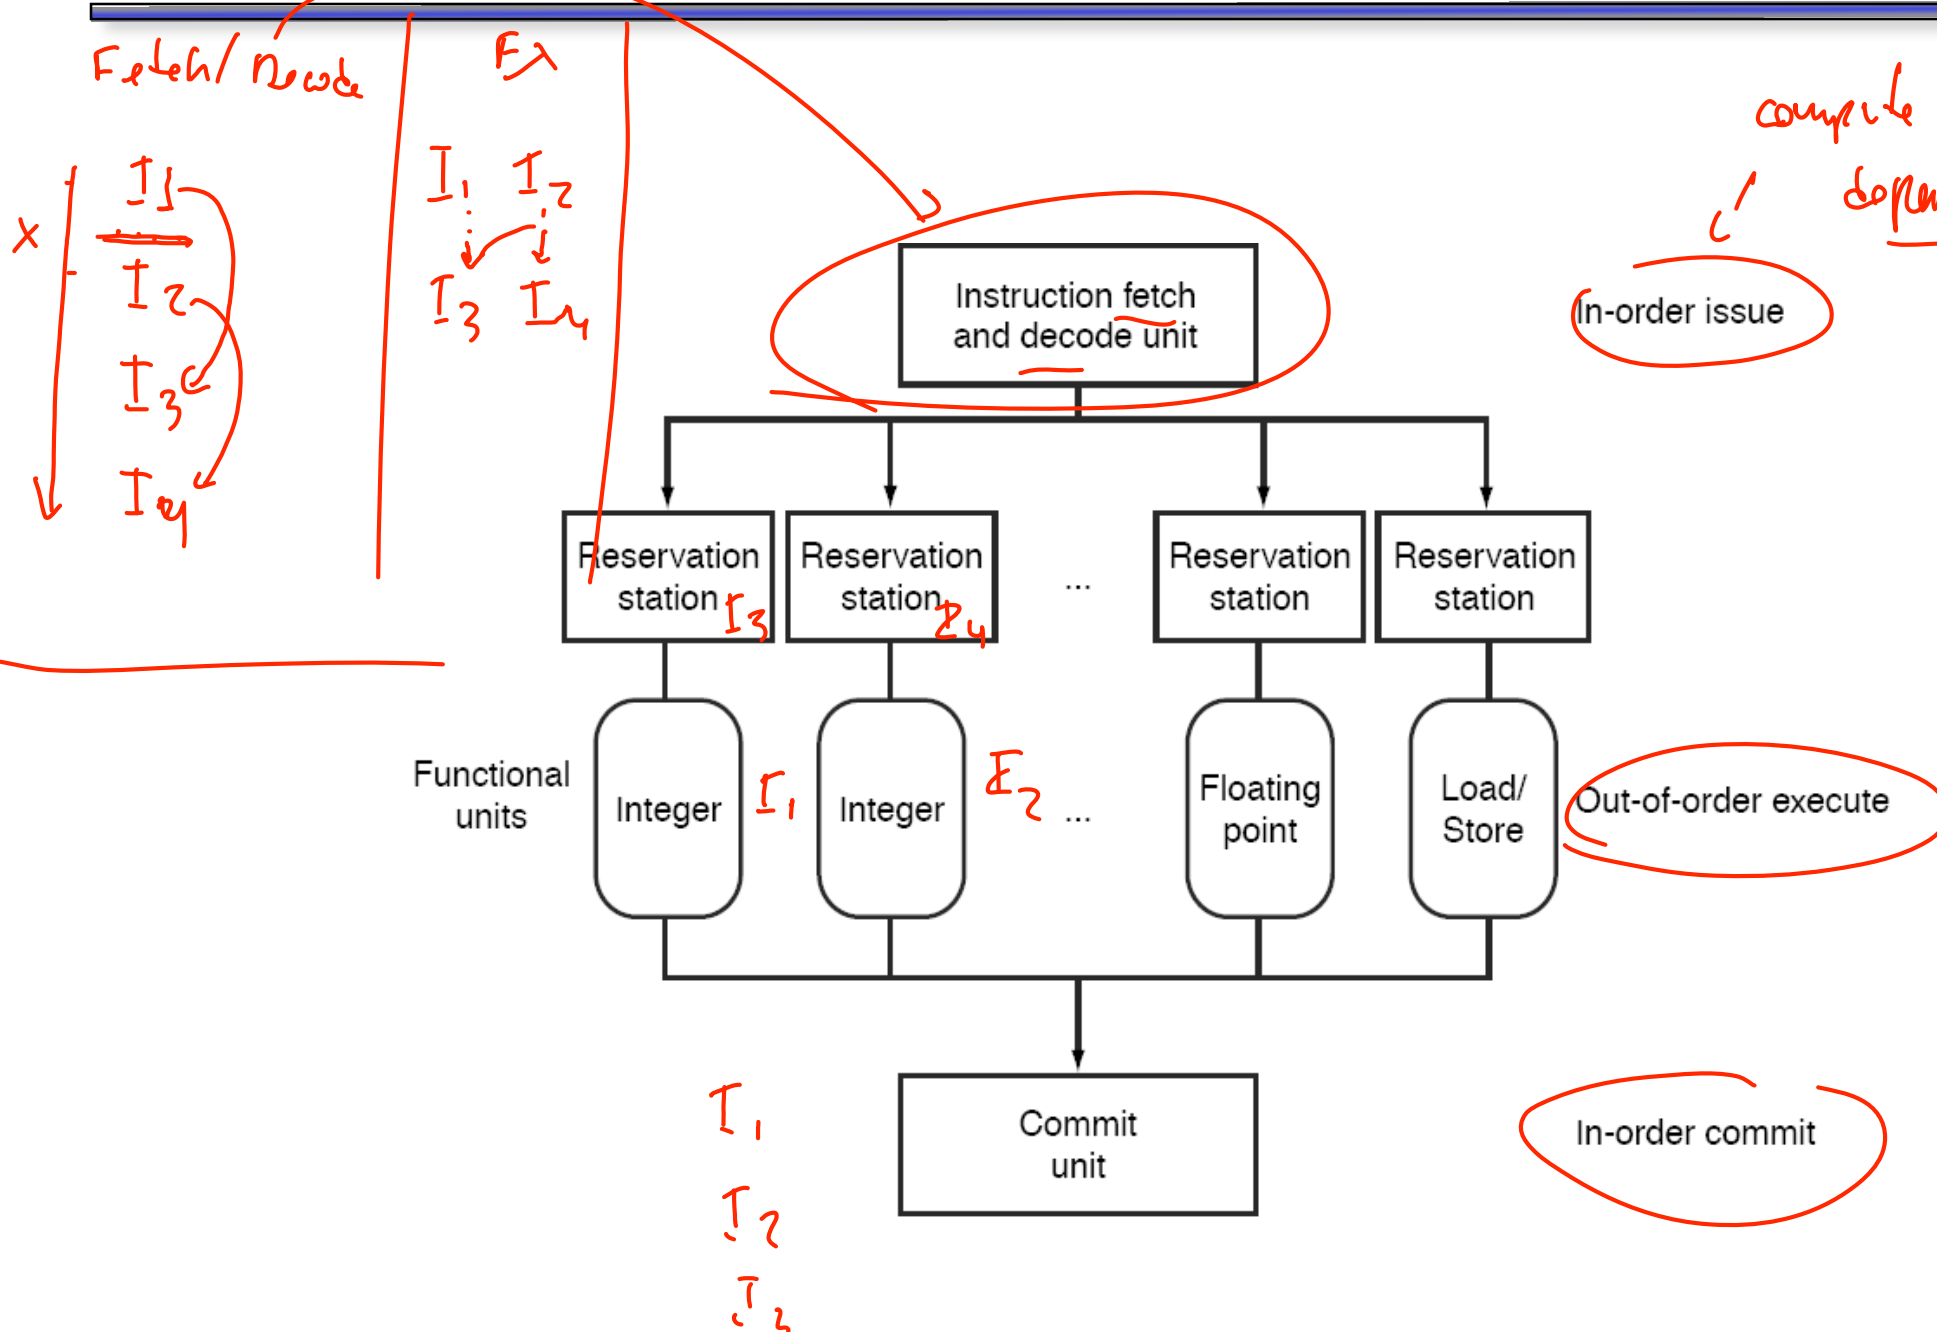 Fetch/Decode
Ex
compute
I1
I2
I3
I4
X
I1 I2
I3 I4
Instruction fetch
and decode unit
In-order issue
Reservation
station
I3
Reservation
station
I4
...
Reservation
station
Reservation
station
Functional
units
Integer
I1
Integer
I2
...
Floating
point
Load/
Store
Out-of-order execute
I1
I2
I3
Commit
unit
In-order commit